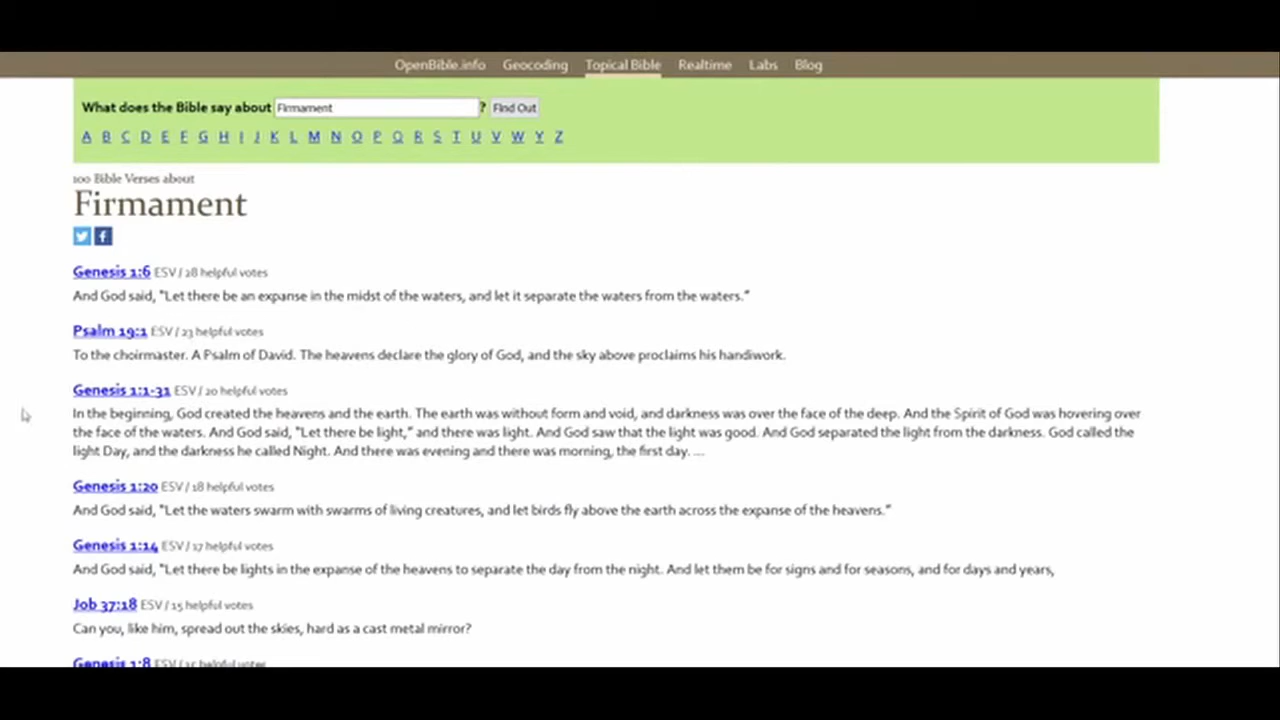 OpenBible.info Geocoding Topical Bible Realtime Labs Blog
What does the Bible say about Firmament ? Find Out
A B C D E F G H I J K L M N O P Q R S T U V W Y Z
100 Bible Verses about
Firmament
Genesis 1:6 ESV / 28 helpful votes
And God said, "Let there be an expanse in the midst of the waters, and let it separate the waters from the waters."
Psalm 19:1 ESV / 23 helpful votes
To the choirmaster. A Psalm of David. The heavens declare the glory of God, and the sky above proclaims his handiwork.
Genesis 1:1-31 ESV / 20 helpful votes
In the beginning, God created the heavens and the earth. The earth was without form and void, and darkness was over the face of the deep. And the Spirit of God was hovering over
the face of the waters. And God said, "Let there be light," and there was light. And God saw that the light was good. And God separated the light from the darkness. God called the
light Day, and the darkness he called Night. And there was evening and there was morning, the first day. ...
Genesis 1:20 ESV / 18 helpful votes
And God said, "Let the waters swarm with swarms of living creatures, and let birds fly above the earth across the expanse of the heavens."
Genesis 1:14 ESV / 17 helpful votes
And God said, "Let there be lights in the expanse of the heavens to separate the day from the night. And let them be for signs and for seasons, and for days and years,
Job 37:18 ESV / 15 helpful votes
Can you, like him, spread out the skies, hard as a cast metal mirror?
Genesis 1:8 ESV / helpful votes